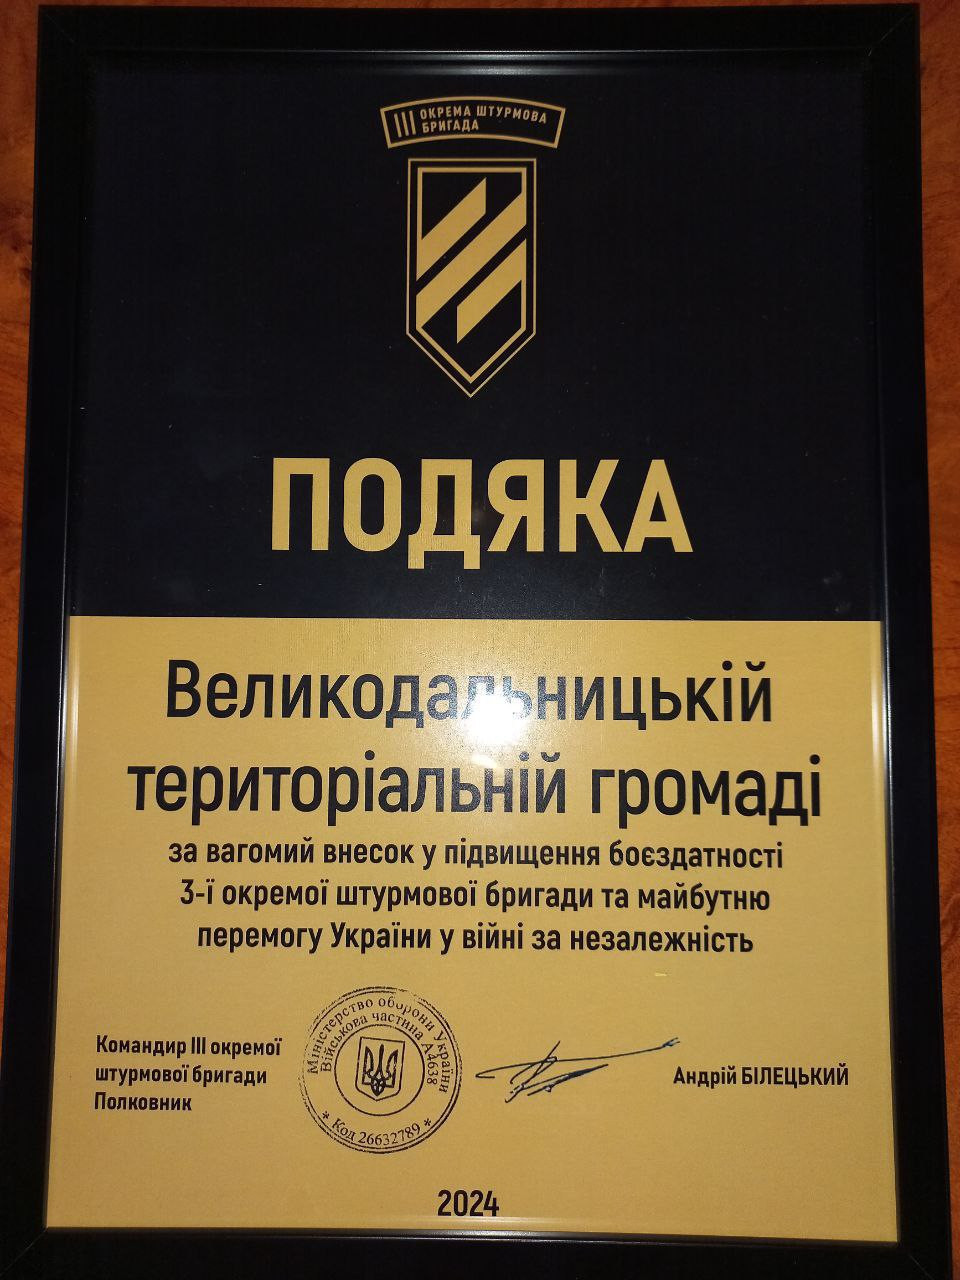 III ОКРЕМА ШТУРМОВА
БРИГАДА
ПОДЯКА
Великодальницькій
територіальній громаді
за вагомий внесок у підвищення боєздатності
3-ї окремої штурмової бригади та майбутню
перемогу України у війні за незалежність
Командир III окремої
штурмової бригади
Полковник
Міністерство оборони України
Військова частина А4638
* Код 26632789 *
Андрій БІЛЕЦЬКИЙ
2024